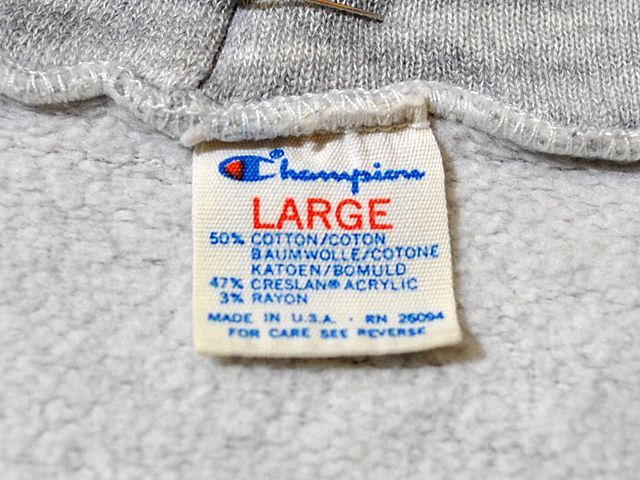 Champion®
LARGE
50% COTTON/COTON
BAUMWOLLE/COTONE
KATOEN/BOMULD
47% CRESLAN® ACRYLIC
3% RAYON
MADE IN U.S.A. · RN 26094
FOR CARE SEE REVERSE